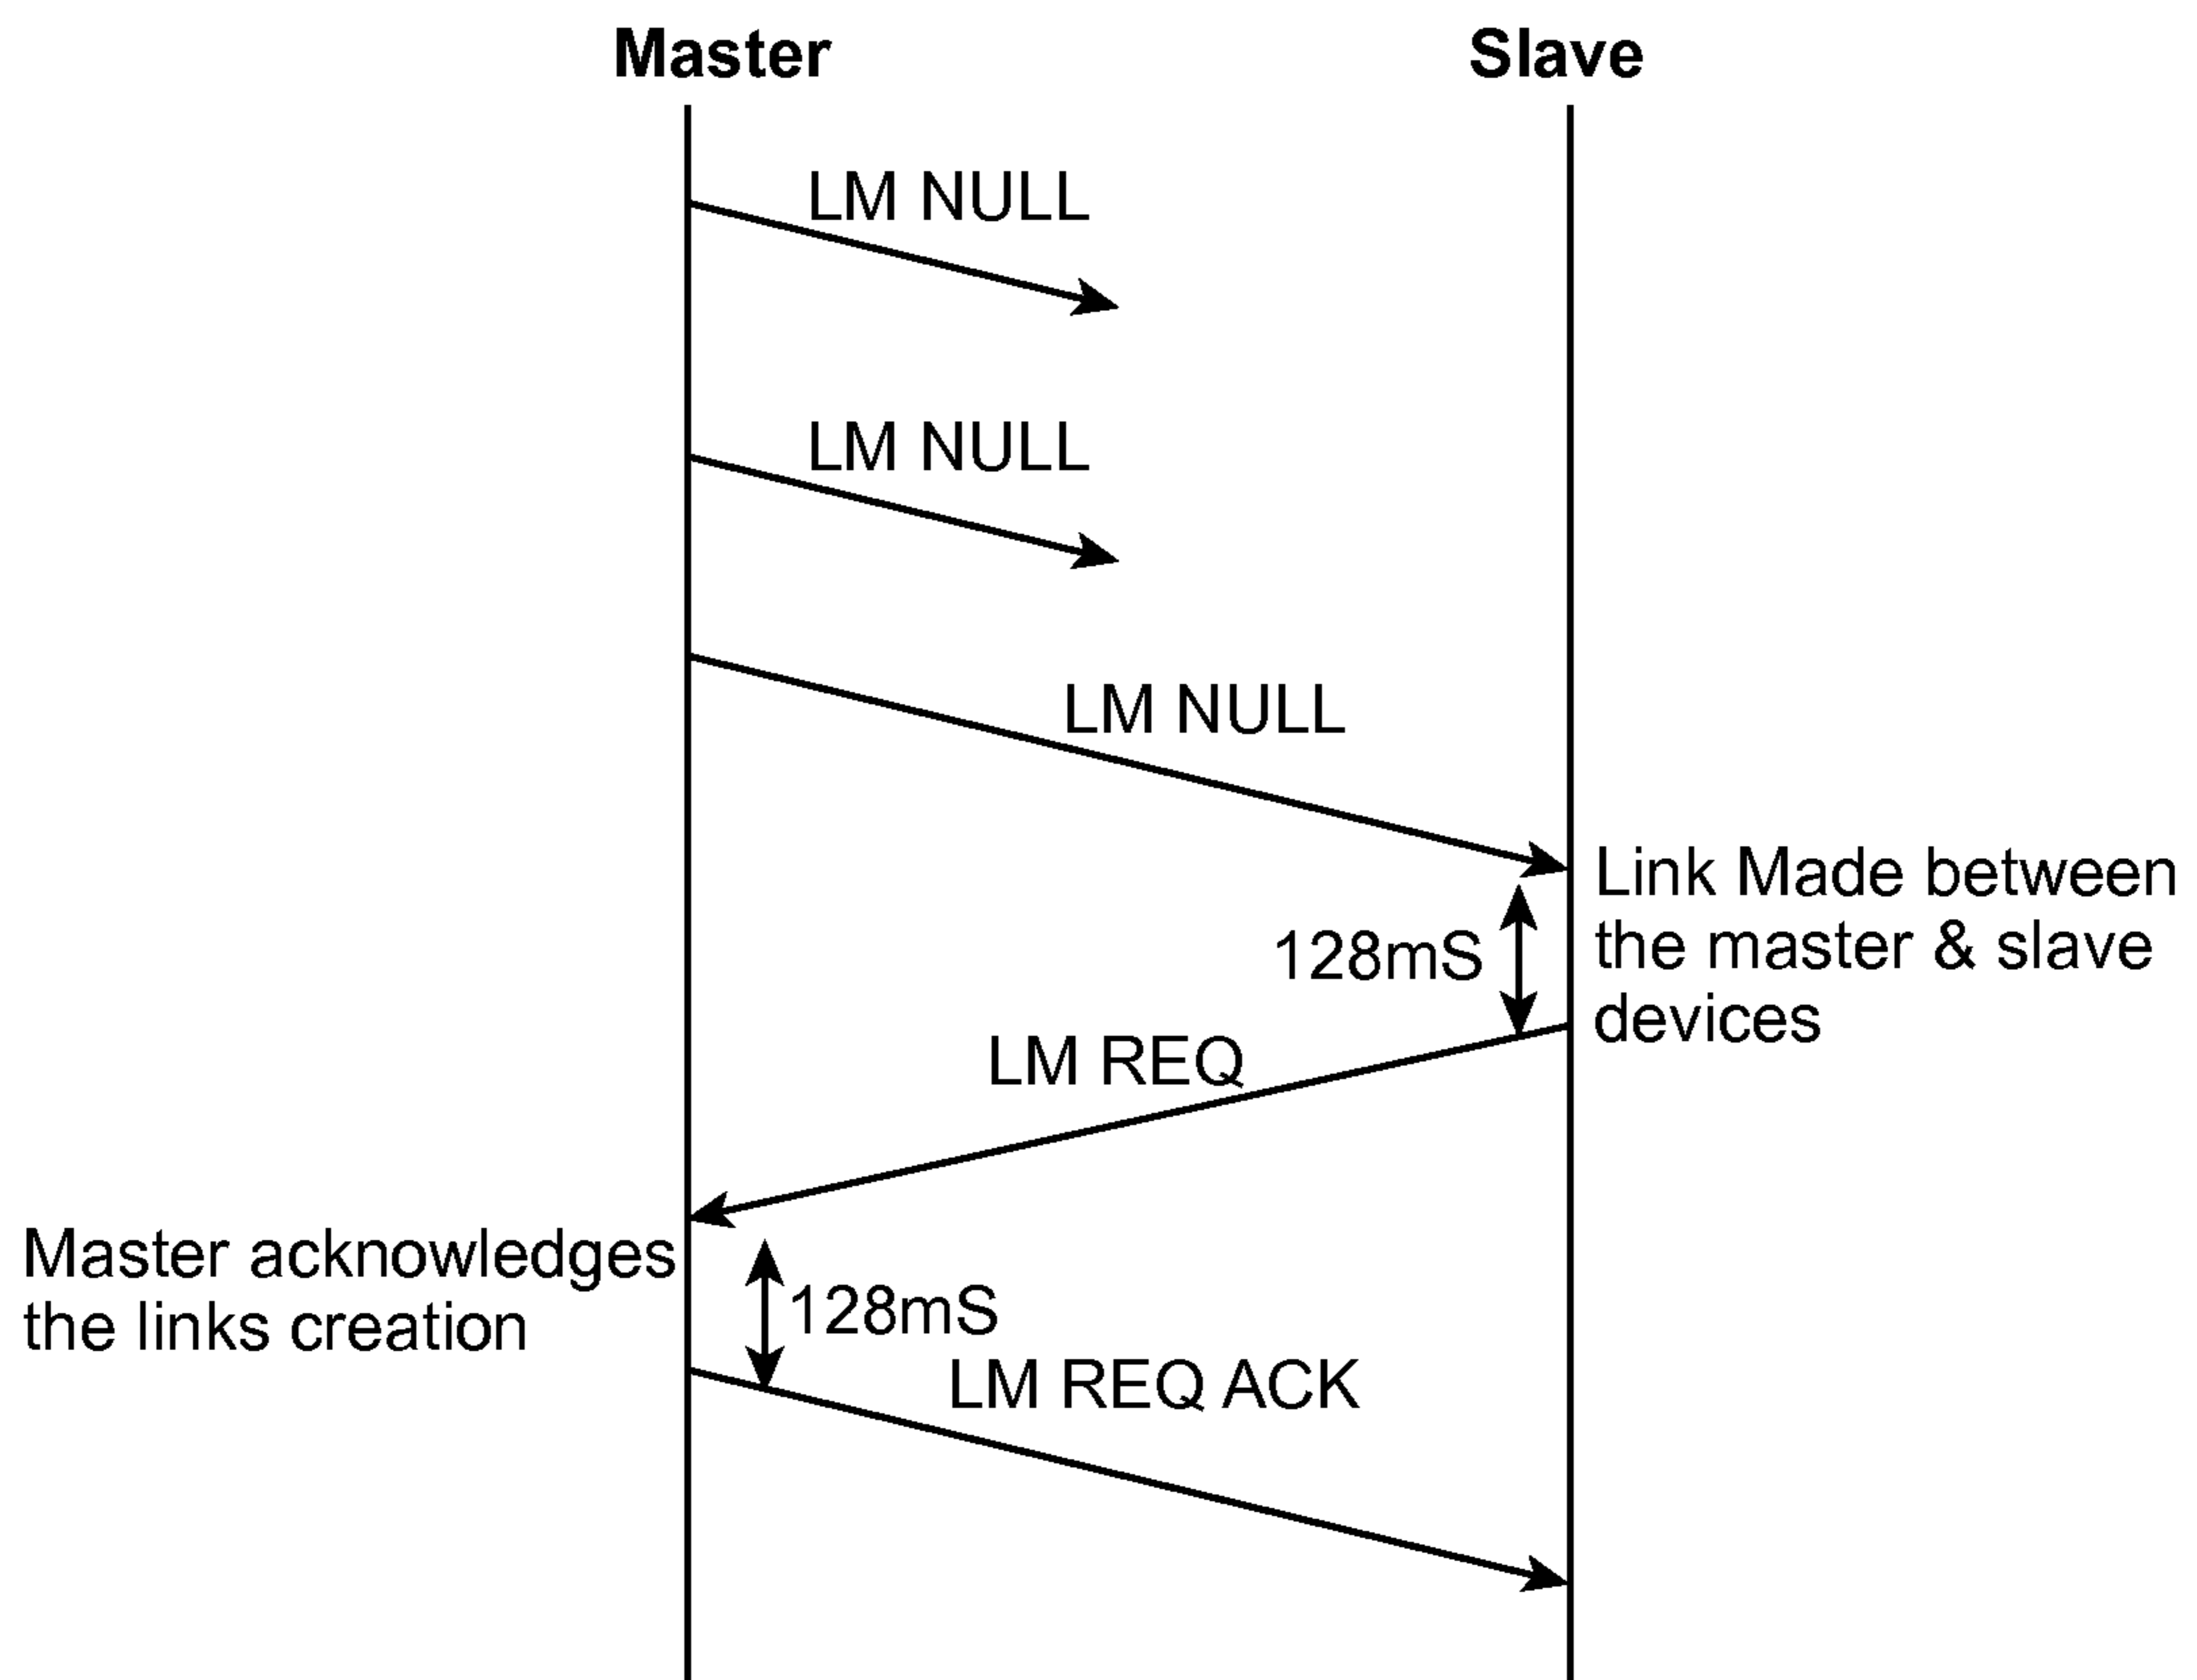 Master
Slave
LM NULL
LM NULL
LM NULL
Link Made between
the master & slave
devices
128mS
LM REQ
Master acknowledges
the links creation
128mS
LM REQ ACK